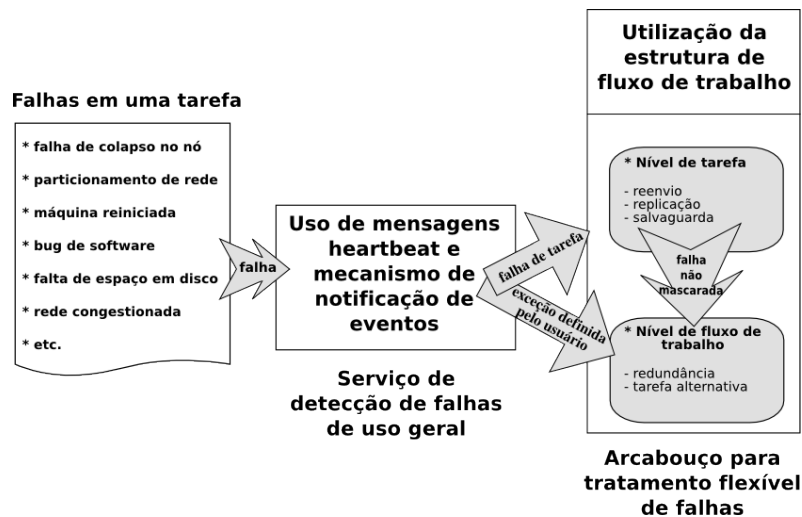 Falhas em uma tarefa
* falha de colapso no nó
* particionamento de rede
* máquina reiniciada
* bug de software
* falta de espaço em disco
* rede congestionada
* etc.
falha
Uso de mensagens
heartbeat e
mecanismo de
notificação de
eventos
Serviço de
detecção de falhas
de uso geral
falha de tarefa
exceção definida
pelo usuário
Utilização da
estrutura de
fluxo de trabalho
* Nível de tarefa
- reenvio
- replicação
- salvaguarda
falha
não
mascarada
* Nível de fluxo de
trabalho
- redundância
- tarefa alternativa
Arcabouço para
tratamento flexível
de falhas